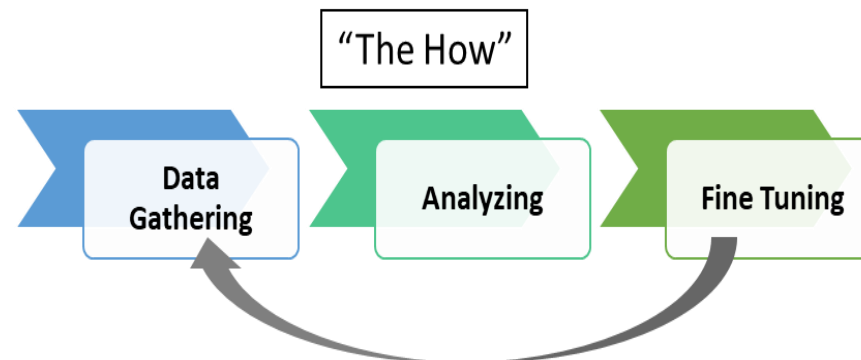 “The How”
Data
Gathering
Analyzing
Fine Tuning